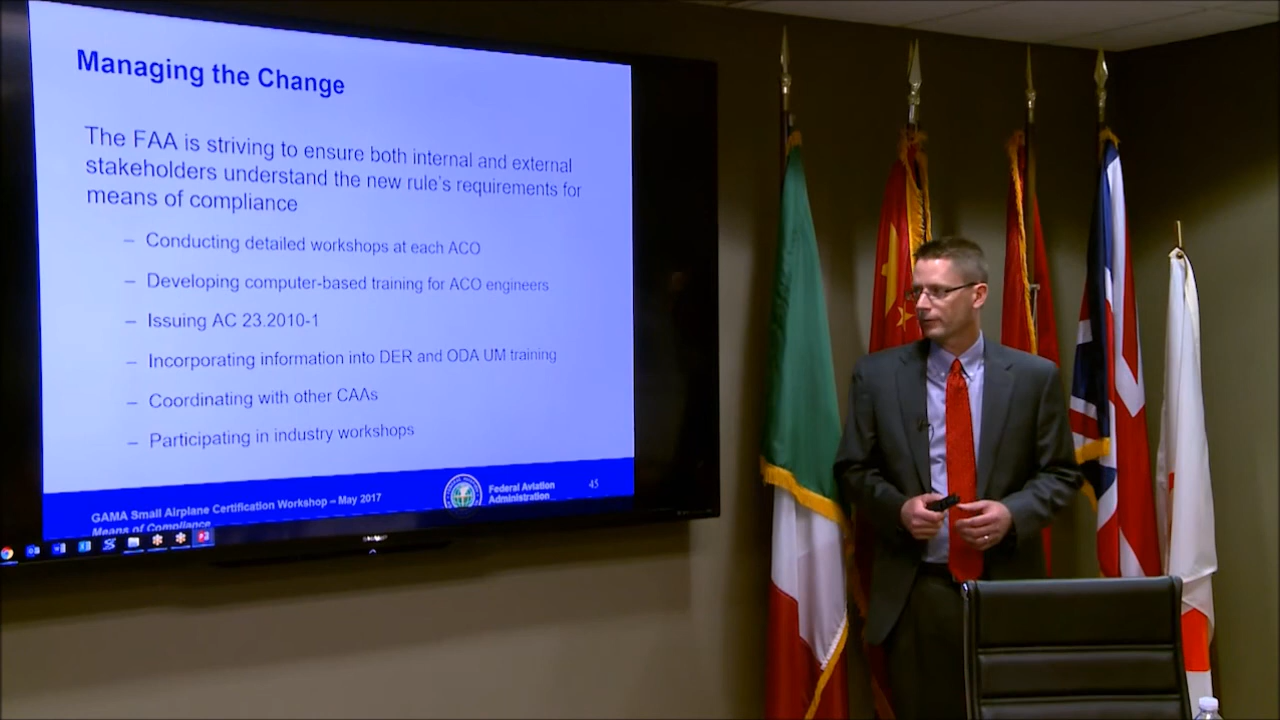 Managing the Change
The FAA is striving to ensure both internal and external
stakeholders understand the new rule's requirements for
means of compliance
– Conducting detailed workshops at each ACO
– Developing computer-based training for ACO engineers
– Issuing AC 23.2010-1
– Incorporating information into DER and ODA UM training
– Coordinating with other CAAs
– Participating in industry workshops
GAMA Small Airplane Certification Workshop – May 2017
Means of Compliance
Federal Aviation
Administration
45